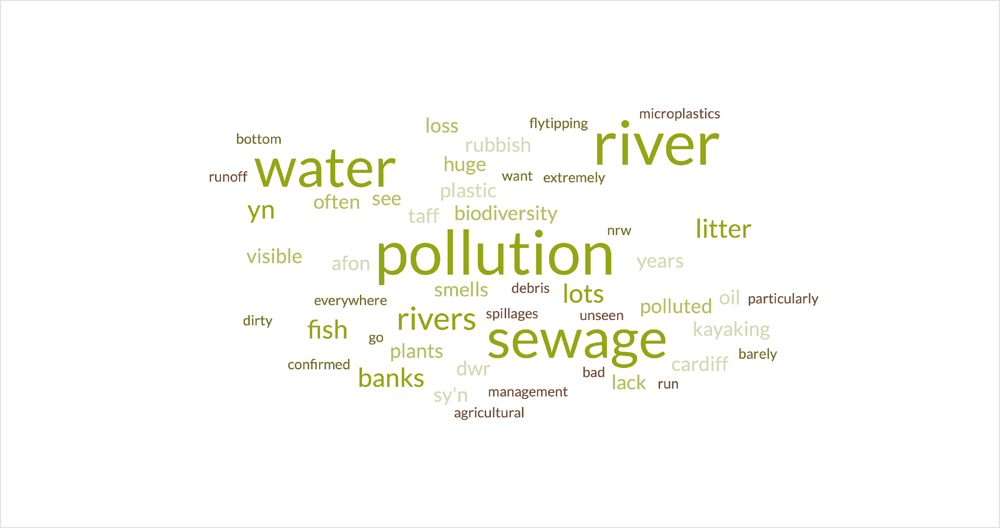 microplastics
loss
flytipping
river
bottom
rubbish
water
huge
runoff
want
extremely
plastic
often
see
yn
taff
biodiversity
litter
nrw
pollution
visible
afon
years
smells
debris
lots
everywhere
polluted
oil
particularly
rivers
spillages
unseen
dirty
fish
kayaking
go
sewage
plants
barely
confirmed
dwr
cardiff
banks
bad
lack
run
sy'n
management
agricultural